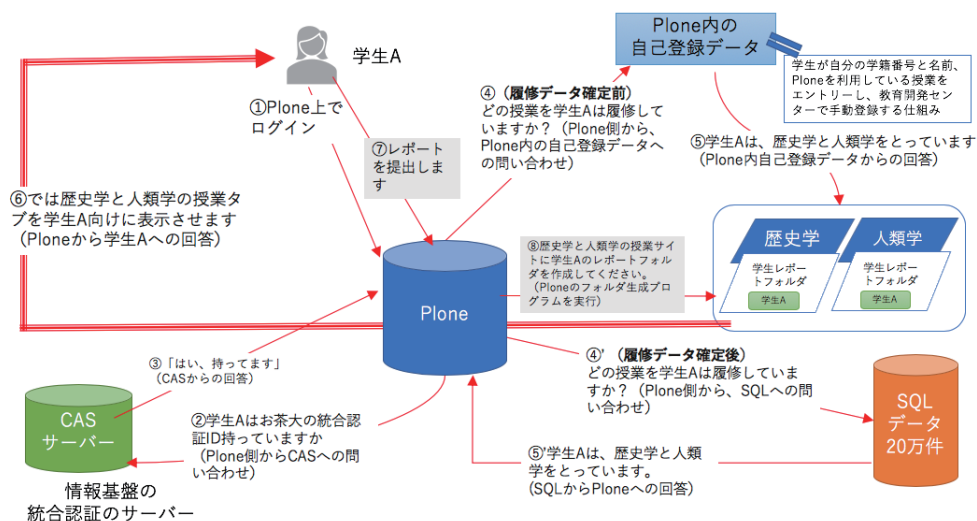 学生A
①Plone上で
ログイン
⑦レポート
を提出しま
す
④（履修データ確定前）
どの授業を学生Aは履修して
いますか？（Plone側から、
Plone内の自己登録データへ
の問い合わせ）
Plone内の
自己登録データ
学生が自分の学籍番号と名前、
Ploneを利用している授業を
をエントリーし、教育開発セン
ターで手動登録する仕組み
⑤学生Aは、歴史学と人類学をとっています
（Plone内自己登録データからの回答）
⑥では歴史学と人類学の授業タ
ブを学生A向けに表示させます
（Ploneから学生Aへの回答）
⑧歴史学と人類学の授業サイ
トに学生Aのレポートフォル
ダを作成してください。
（Ploneのフォルダ生成プロ
グラムを実行）
歴史学
学生レポー
トフォルダ
学生A
人類学
学生レポー
トフォルダ
学生A
Plone
③「はい、持ってます」
（CASからの回答）
④'（履修データ確定後）
どの授業を学生Aは履修していま
すか？（Plone側から、SQLへの問
い合わせ）
CAS
サーバー
②学生Aはお茶大の統合認
証ID持っていますか
（Plone側からCASへの問
い合わせ）
SQL
データ
20万件
⑤'学生Aは、歴史学と人類
学をとっています。
(SQLからPloneへの回答）
情報基盤の
統合認証のサーバー